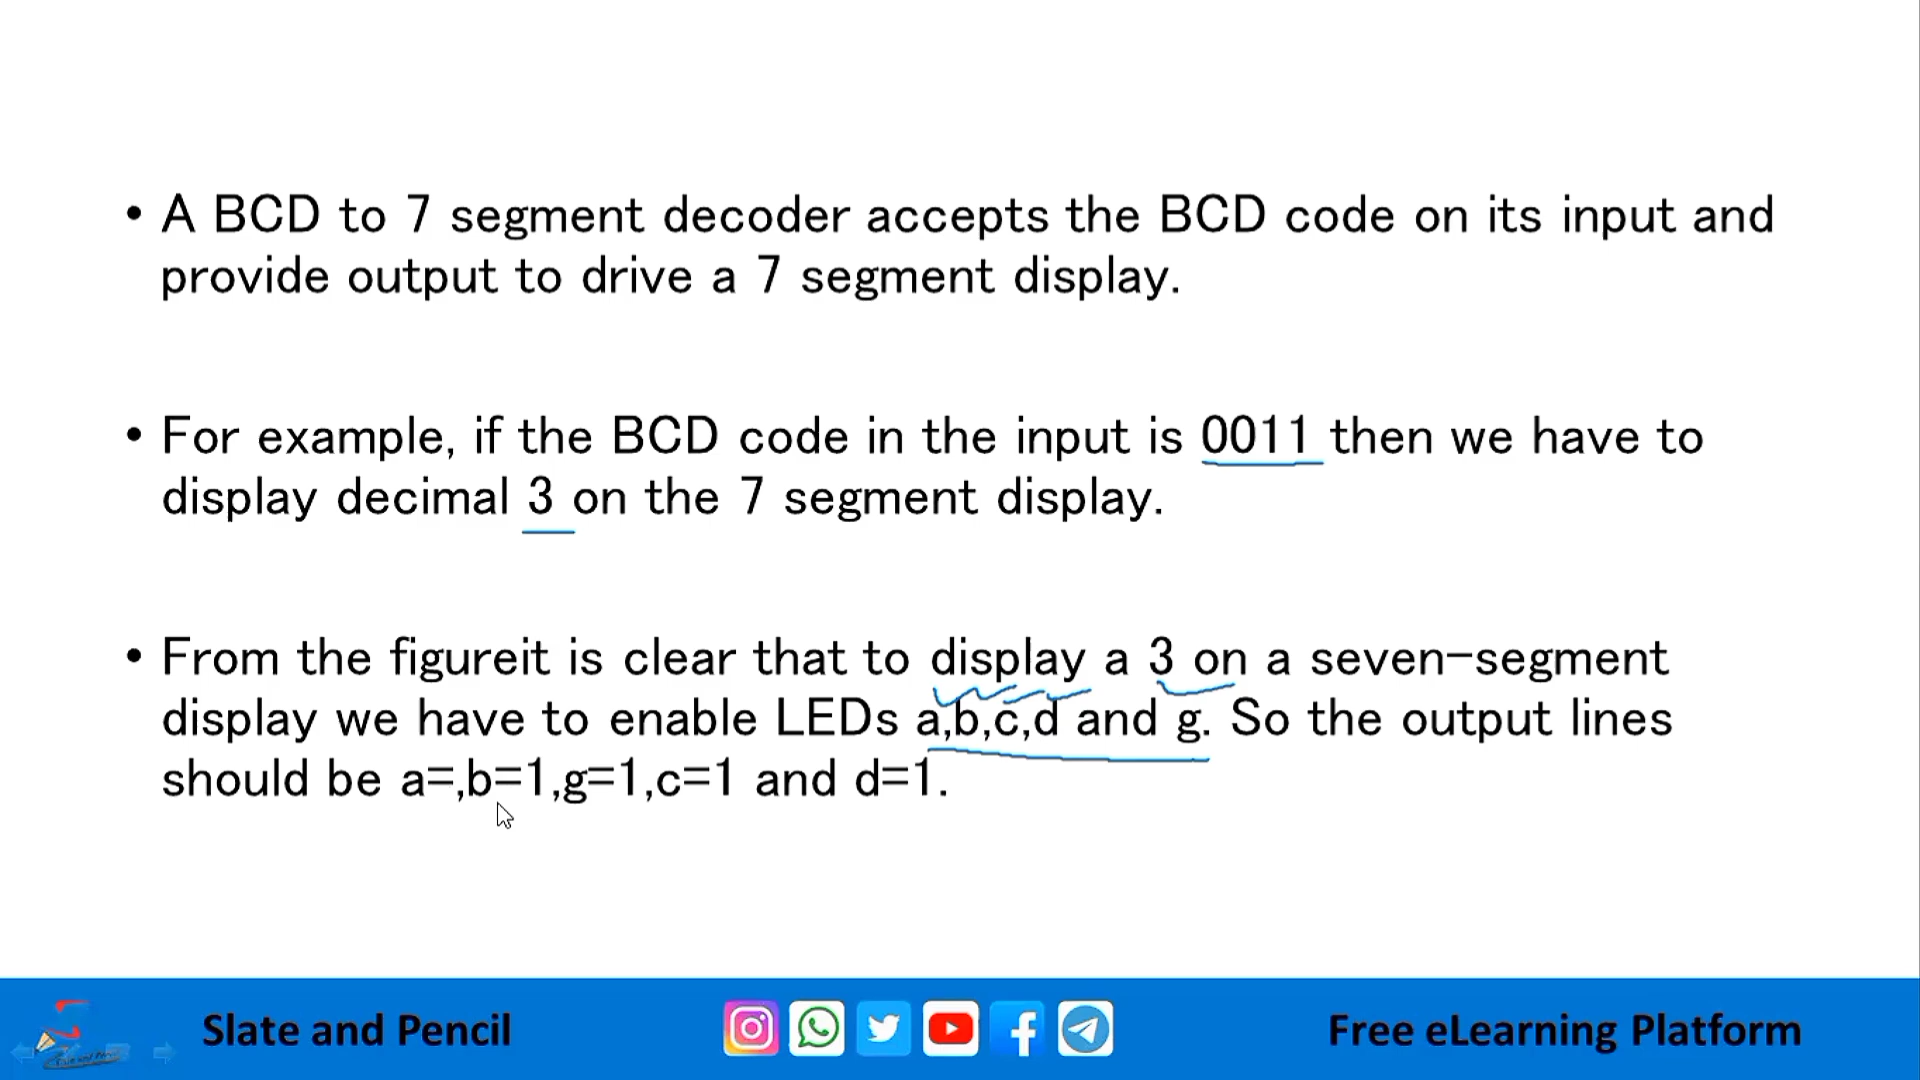 • A BCD to 7 segment decoder accepts the BCD code on its input and
provide output to drive a 7 segment display.
• For example, if the BCD code in the input is 0011 then we have to
display decimal 3 on the 7 segment display.
• From the figureit is clear that to display a 3 on a seven-segment
display we have to enable LEDs a,b,c,d and g. So the output lines
should be a=,b=1,g=1,c=1 and d=1.
Slate and Pencil
Free eLearning Platform